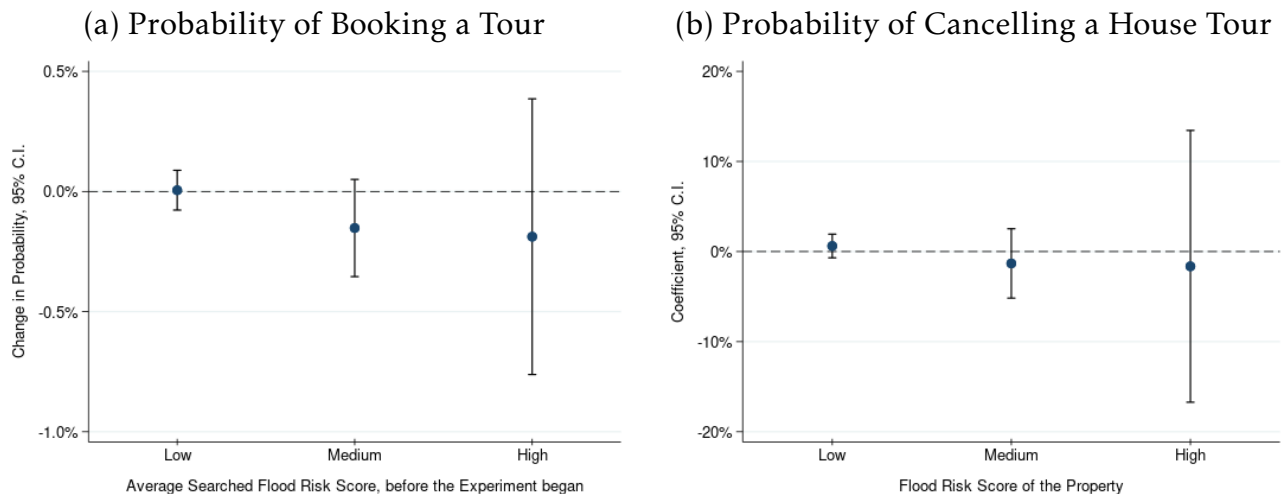 (a) Probability of Booking a Tour
0.5%
0.0%
-0.5%
-1.0%
Change in Probability, 95% C.I.
Low Medium High
Average Searched Flood Risk Score, before the Experiment began
(b) Probability of Cancelling a House Tour
20%
10%
0%
-10%
-20%
Coefficient, 95% C.I.
Low Medium High
Flood Risk Score of the Property